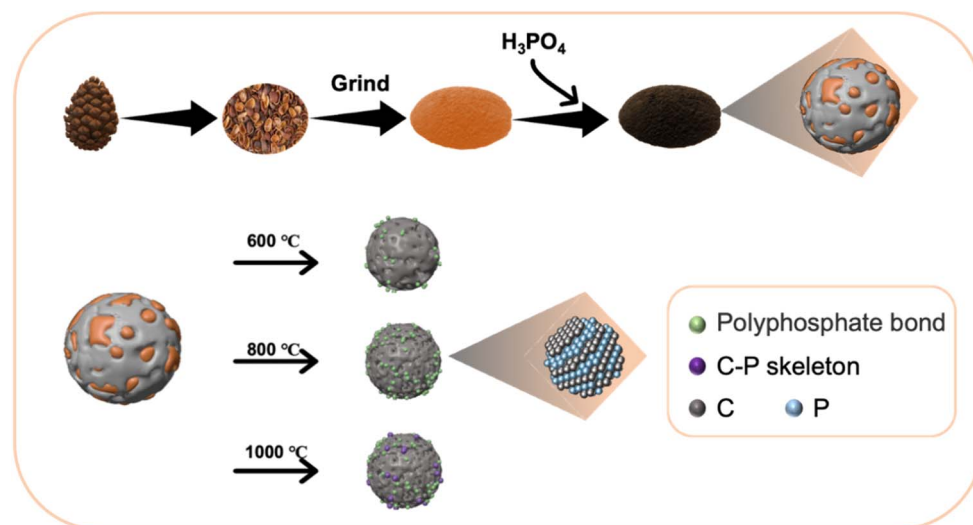 H₃PO₄
Grind
600 ℃
800 ℃
1000 ℃
Polyphosphate bond
C-P skeleton
C P